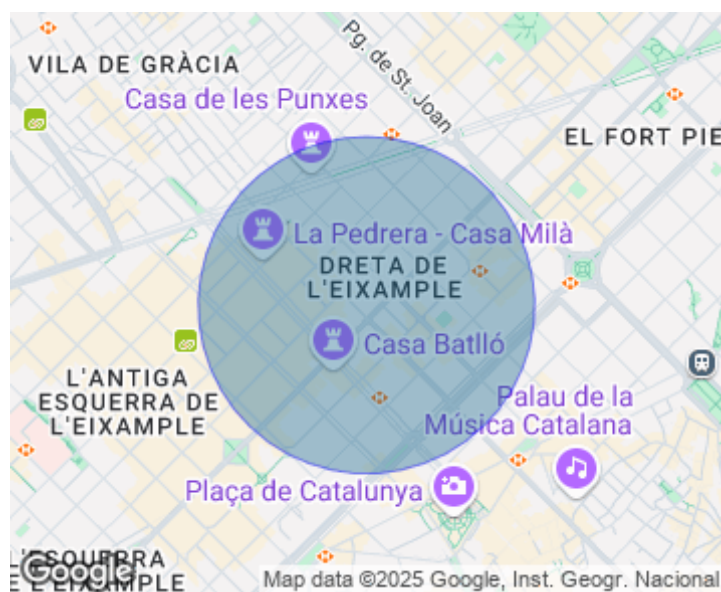 Pg. de St. Joan
VILA DE GRÀCIA
Casa de les Punxes
EL FORT PIE
La Pedrera - Casa Milà
DRETA DE
L'EIXAMPLE
Casa Batlló
L'ANTIGA
ESQUERRA DE
L'EIXAMPLE
Palau de la
Música Catalana
Plaça de Catalunya
L'ESQUERRA
E L'EIXAMPLE
Google
Map data ©2025 Google, Inst. Geogr. Nacional